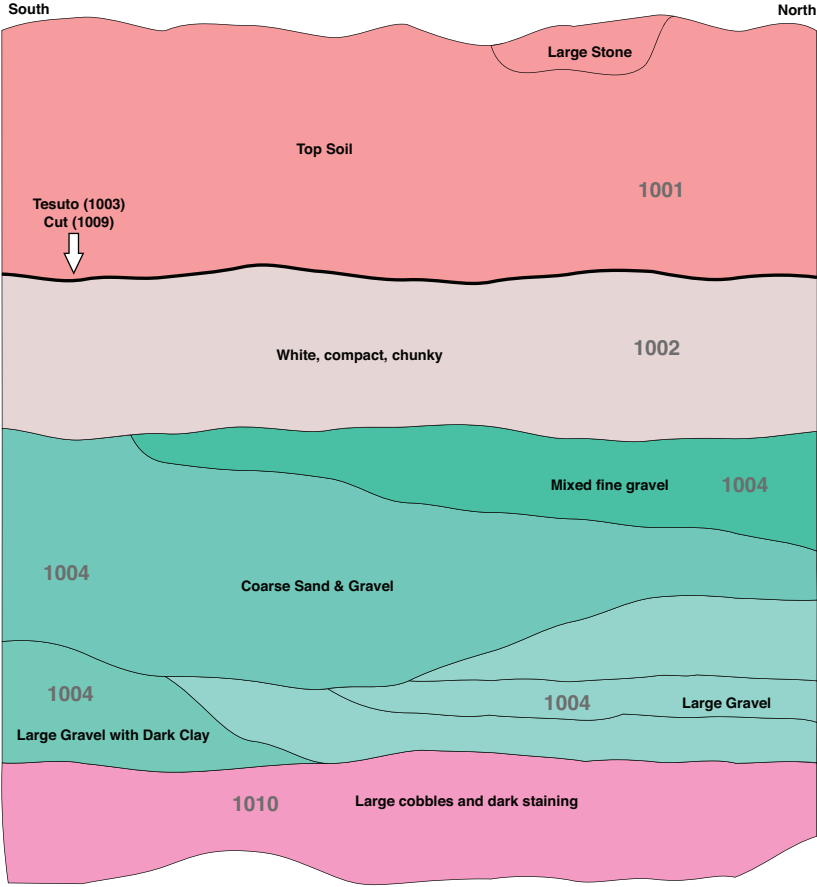 South
North
Large Stone
Top Soil
1001
Tesuto (1003)
Cut (1009)
White, compact, chunky
1002
Mixed fine gravel
1004
1004
Coarse Sand & Gravel
1004
Large Gravel with Dark Clay
1004
Large Gravel
1010
Large cobbles and dark staining